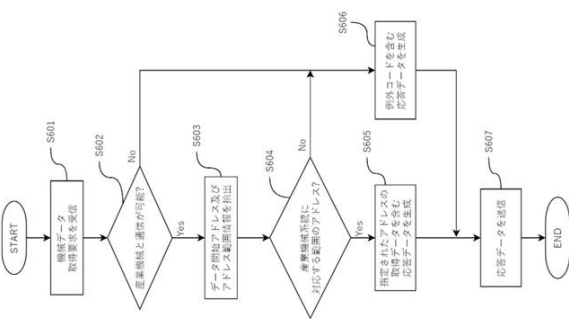 START
S601
機械データ
取得要求を受信
S602
産業機械と通信が可能?
No
Yes
S603
データ開始アドレス及び
アドレス範囲情報を抽出
S604
産業機械系統に
対応する範囲のアドレス?
No
Yes
S605
指定されたアドレスの
取得データを含む
応答データを生成
S606
例外コードを含む
応答データを生成
S607
応答データを送信
END